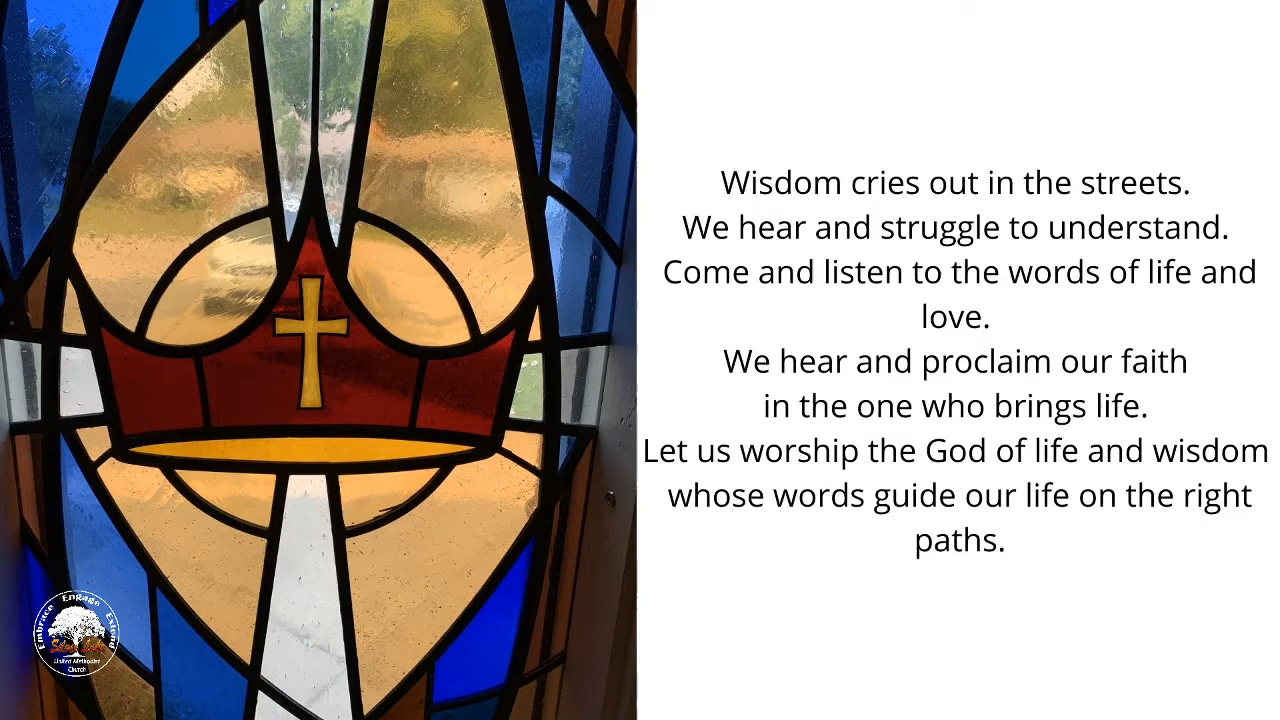 Wisdom cries out in the streets.
We hear and struggle to understand.
Come and listen to the words of life and
love.
We hear and proclaim our faith
in the one who brings life.
Let us worship the God of life and wisdom
whose words guide our life on the right
paths.
Embrace Engage Extend
United Methodist
Church